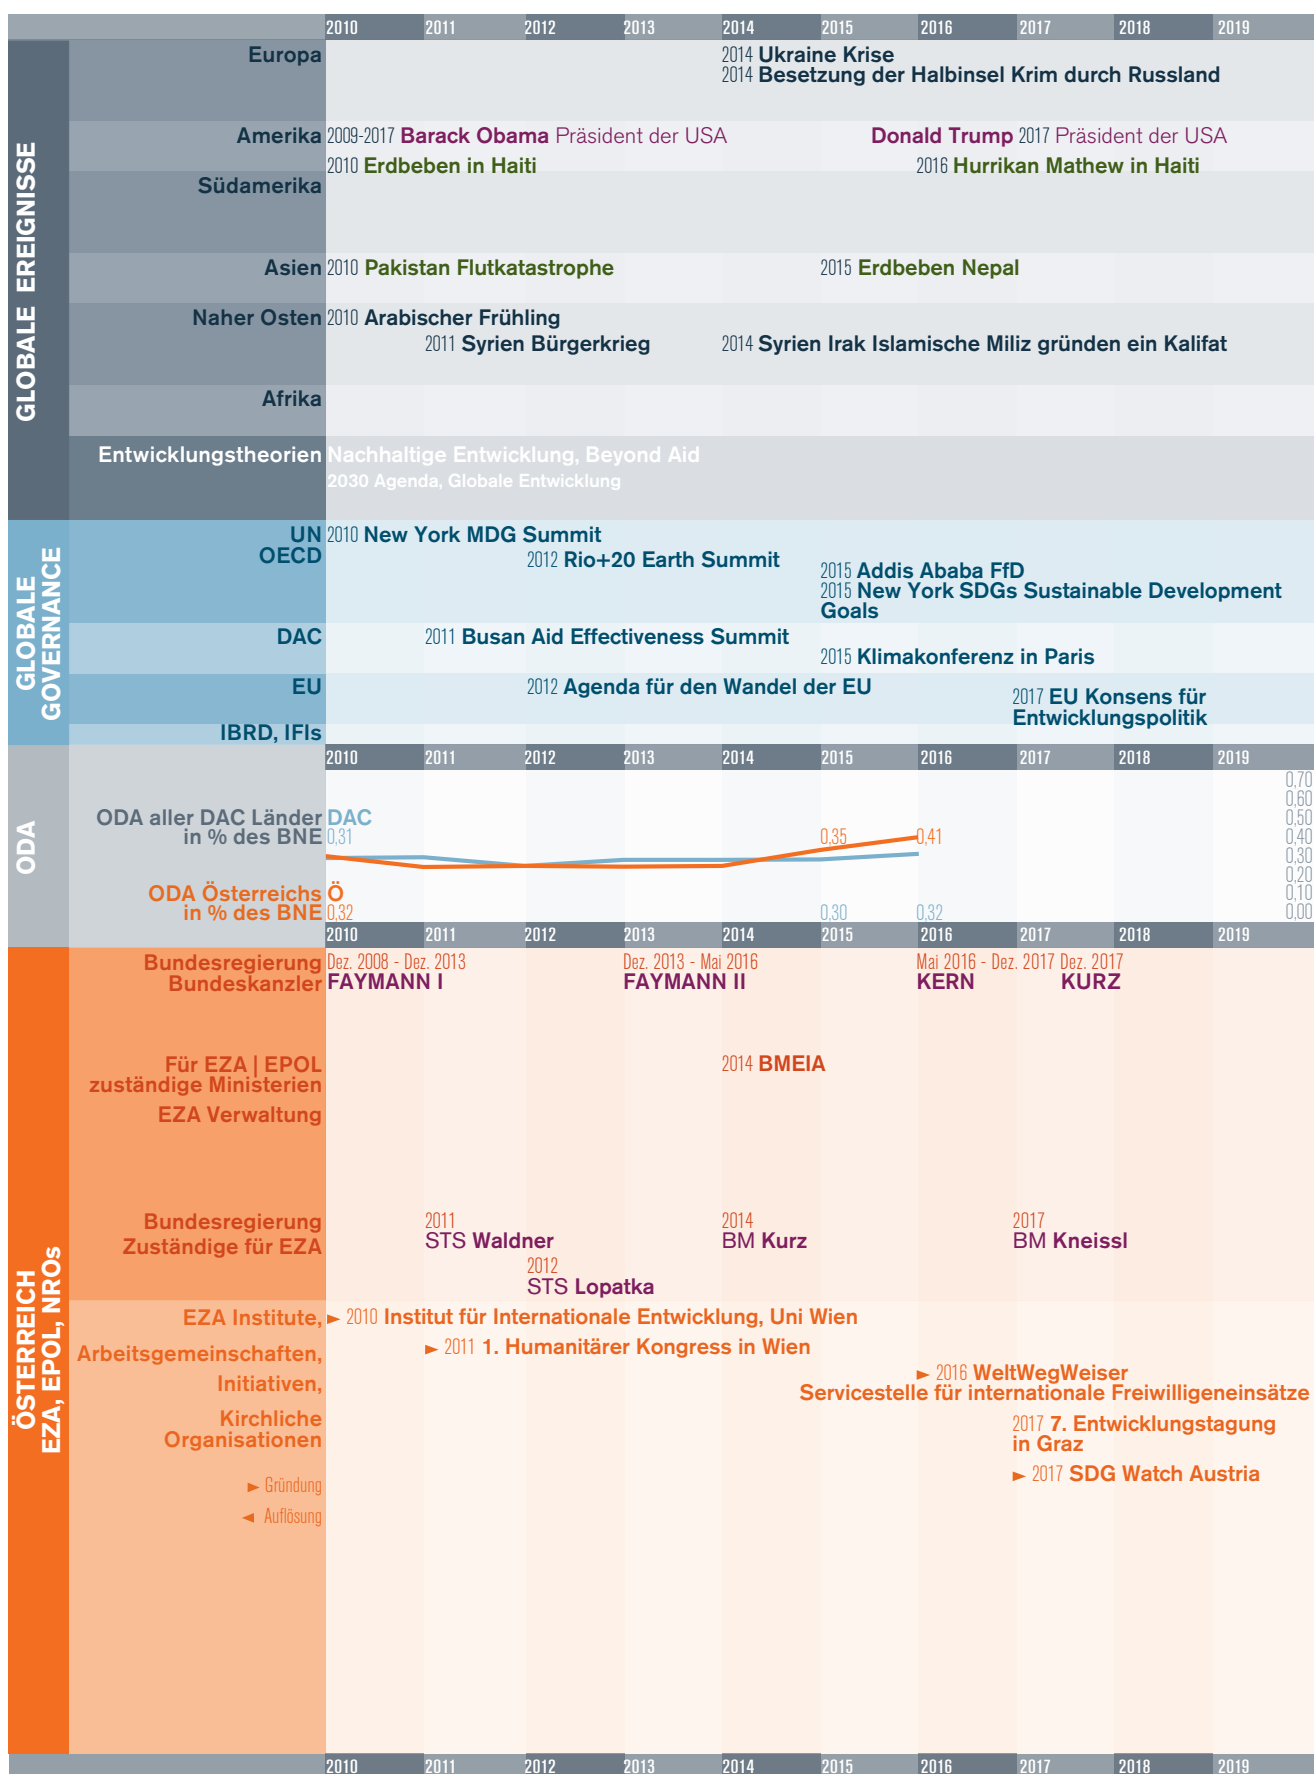 2010 2011 2012 2013 2014 2015 2016 2017 2018 2019
GLOBALE EREIGNISSE
Europa
2014 Ukraine Krise
2014 Besetzung der Halbinsel Krim durch Russland
Amerika
2009-2017 Barack Obama Präsident der USA
Donald Trump 2017 Präsident der USA
2010 Erdbeben in Haiti
2016 Hurrikan Mathew in Haiti
Südamerika
Asien
2010 Pakistan Flutkatastrophe
2015 Erdbeben Nepal
Naher Osten
2010 Arabischer Frühling
2011 Syrien Bürgerkrieg
2014 Syrien Irak Islamische Miliz gründen ein Kalifat
Afrika
Entwicklungstheorien
Nachhaltige Entwicklung, Beyond Aid
2030 Agenda, Globale Entwicklung
GLOBALE
GOVERNANCE
UN
OECD
2010 New York MDG Summit
2012 Rio+20 Earth Summit
2015 Addis Ababa FfD
2015 New York SDGs Sustainable Development
Goals
DAC
2011 Busan Aid Effectiveness Summit
2015 Klimakonferenz in Paris
EU
2012 Agenda für den Wandel der EU
2017 EU Konsens für
Entwicklungspolitik
IBRD, IFIs
2010 2011 2012 2013 2014 2015 2016 2017 2018 2019
ODA
ODA aller DAC Länder
in % des BNE
DAC
0,31
0,35
0,41
ODA Österreichs
in % des BNE
Ö
0,32
0,30
0,32
0,70
0,60
0,50
0,40
0,30
0,20
0,10
0,00
2010 2011 2012 2013 2014 2015 2016 2017 2018 2019
ÖSTERREICH
EZA, EPOL, NROs
Bundesregierung
Bundeskanzler
Dez. 2008 - Dez. 2013
FAYMANN I
Dez. 2013 - Mai 2016
FAYMANN II
Mai 2016 - Dez. 2017
KERN
Dez. 2017
KURZ
Für EZA | EPOL
zuständige Ministerien
2014 BMEIA
EZA Verwaltung
Bundesregierung
Zuständige für EZA
2011
STS Waldner
2012
STS Lopatka
2014
BM Kurz
2017
BM Kneissl
EZA Institute,
Arbeitsgemeinschaften,
Initiativen,
Kirchliche
Organisationen
► Gründung
◄ Auflösung
► 2010 Institut für Internationale Entwicklung, Uni Wien
► 2011 1. Humanitärer Kongress in Wien
► 2016 WeltWegWeiser
Servicestelle für internationale Freiwilligeneinsätze
2017 7. Entwicklungstagung
in Graz
► 2017 SDG Watch Austria
2010 2011 2012 2013 2014 2015 2016 2017 2018 2019